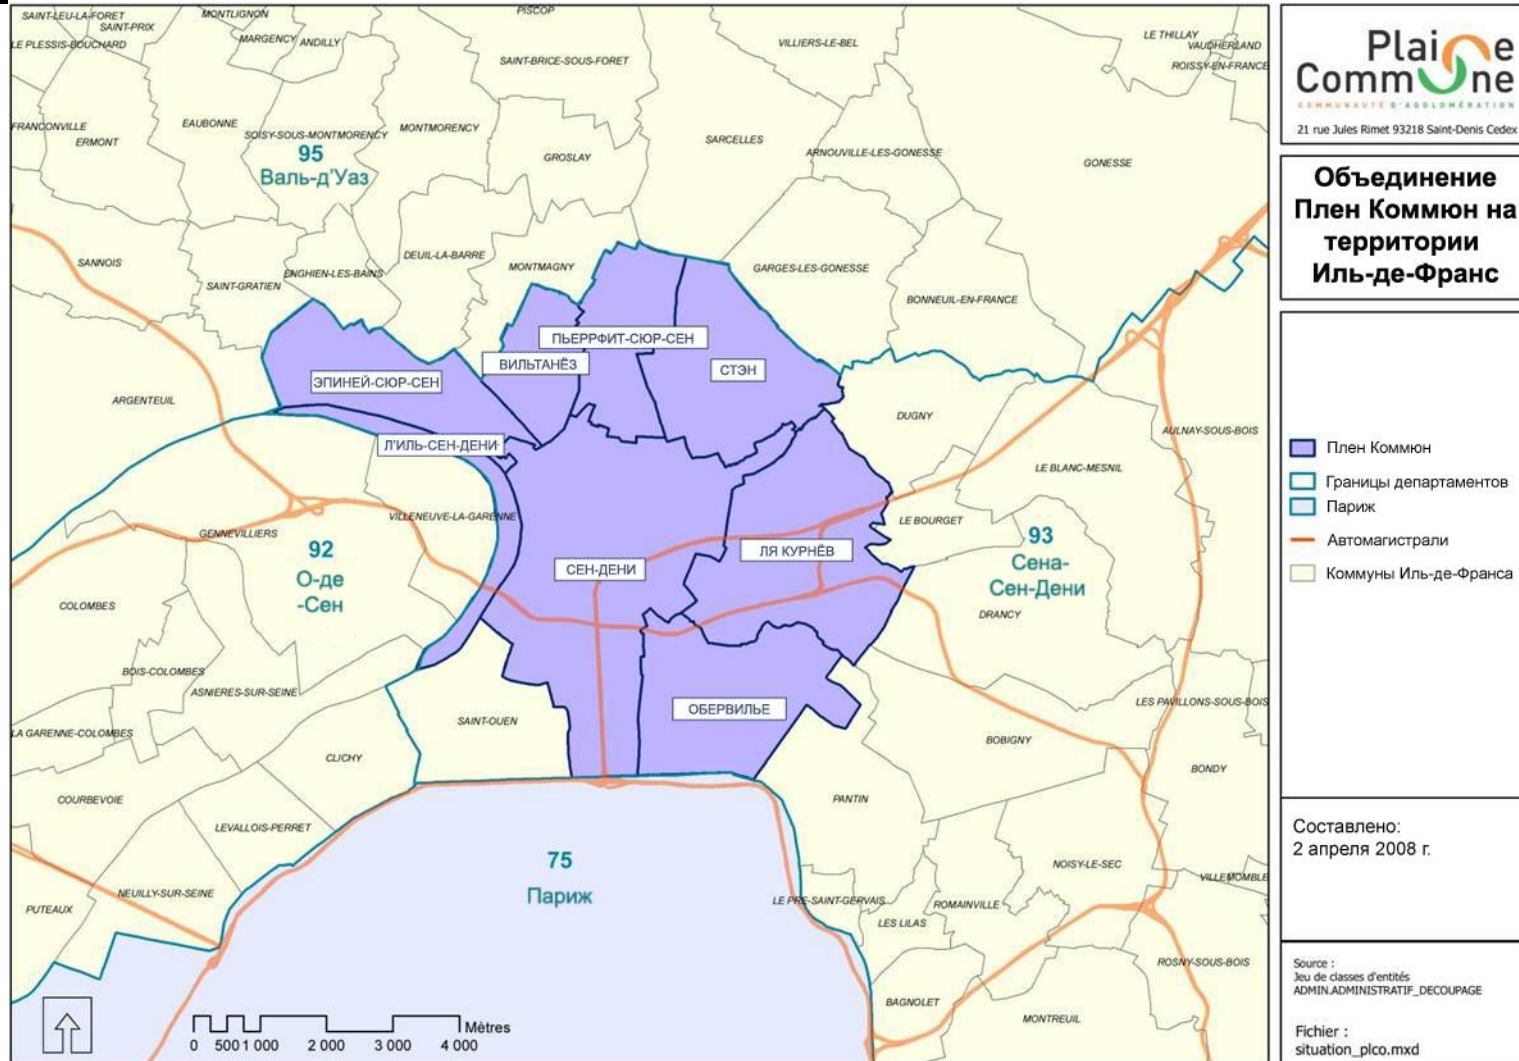 SAINT-LEU-LA-FORET
MONTLIGNON
PISCOP
SAINT-PRIX
LE PLESSIS-BOUCHARD
MARGENCY
ANDILLY
SAINT-BRICE-SOUS-FORET
VILLIERS-LE-BEL
LE THILLAY
VAUDHERLAND
ROISSY-EN-FRANCE
FRANCONVILLE
ERMONT
EAUBONNE
SOISY-SOUS-MONTMORENCY
MONTMORENCY
GROSLAY
SARCELLES
ARNOUVILLE-LES-GONESSE
GONESSE
95
Валь-д'Уаз
SANNOIS
SAINT-GRATIEN
ENGHIEN-LES-BAINS
DEUIL-LA-BARRE
MONTMAGNY
GARGES-LES-GONESSE
BONNEUIL-EN-FRANCE
ПЬЕРРФИТ-СЮР-СЕН
ВИЛЬТАНЁЗ
СТЭН
ЭПИНЕЙ-СЮР-СЕН
ARGENTEUIL
DUGNY
AULNAY-SOUS-BOIS
Л'ИЛЬ-СЕН-ДЕНИ
LE BLANC-MESNIL
VILLENEUVE-LA-GARENNE
GENNEVILLIERS
LE BOURGET
92
О-де
-Сен
93
Сена-
Сен-Дени
СЕН-ДЕНИ
ЛЯ КУРНЁВ
COLOMBES
DRANCY
BOIS-COLOMBES
ASNIERES-SUR-SEINE
LES PAVILLONS-SOUS-BOIS
SAINT-OUEN
ОБЕРВИЛЬЕ
LA GARENNE-COLOMBES
CLICHY
BOBIGNY
BONDY
COURBEVOIE
PANTIN
LEVALLOIS-PERRET
75
Париж
NOISY-LE-SEC
VILLEMOMBLE
NEUILLY-SUR-SEINE
PUTEAUX
LE PRE-SAINT-GERVAIS
LES LILAS
ROMAINVILLE
ROSNY-SOUS-BOIS
BAGNOLET
MONTREUIL
Mètres
0 500 1 000 2 000 3 000 4 000
Plaine
Commune
COMMUNAUTÉ D'AGGLOMÉRATION
21 rue Jules Rimet 93218 Saint-Denis Cedex
Объединение
Плен Коммюн на
территории
Иль-де-Франс
Плен Коммюн
Границы департаментов
Париж
Автомагистрали
Коммуны Иль-де-Франса
Составлено:
2 апреля 2008 г.
Source :
Jeu de classes d'entités
ADMIN.ADMINISTRATIF_DECOUPAGE
Fichier :
situation_plco.mxd